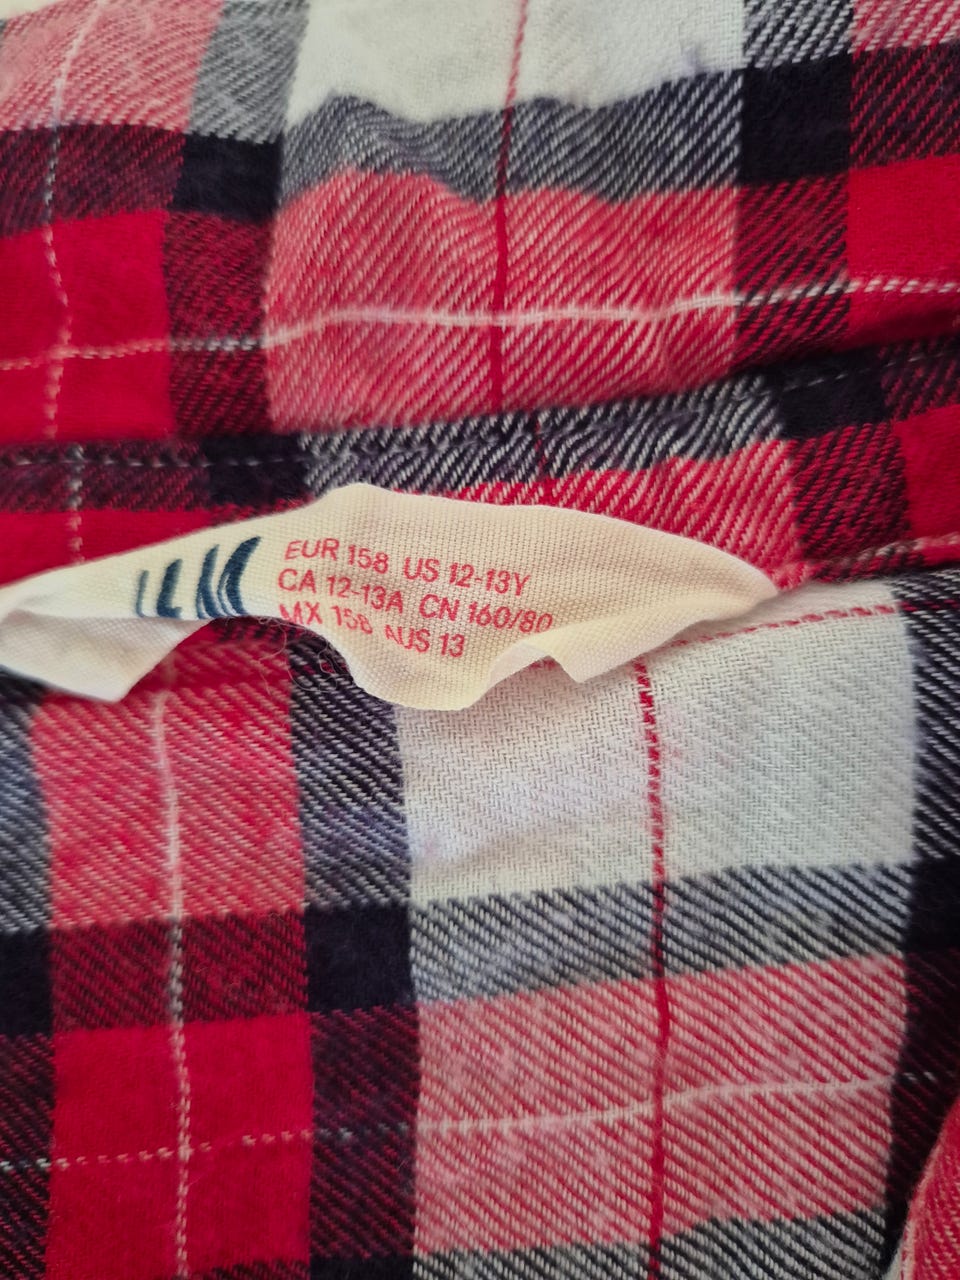 EUR 158 US 12-13Y
CA 12-13A CN 160/80
MX 158 AUS 13